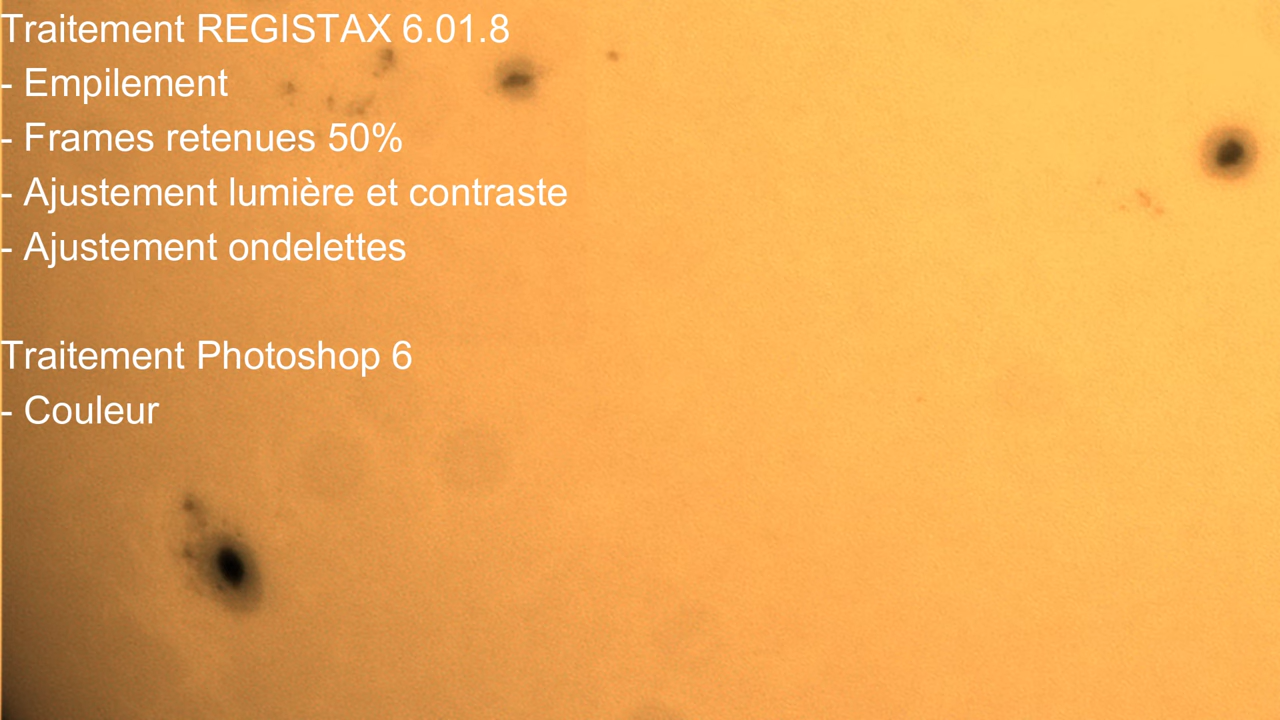 Traitement REGISTAX 6.01.8
- Empilement
- Frames retenues 50%
- Ajustement lumière et contraste
- Ajustement ondelettes
Traitement Photoshop 6
- Couleur